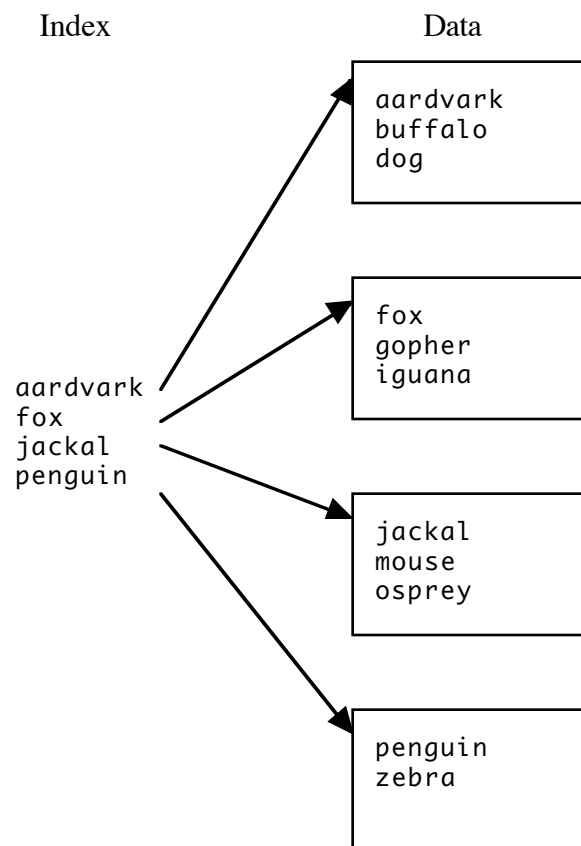 Index
Data
aardvark
buffalo
dog
fox
gopher
iguana
aardvark
fox
jackal
penguin
jackal
mouse
osprey
penguin
zebra